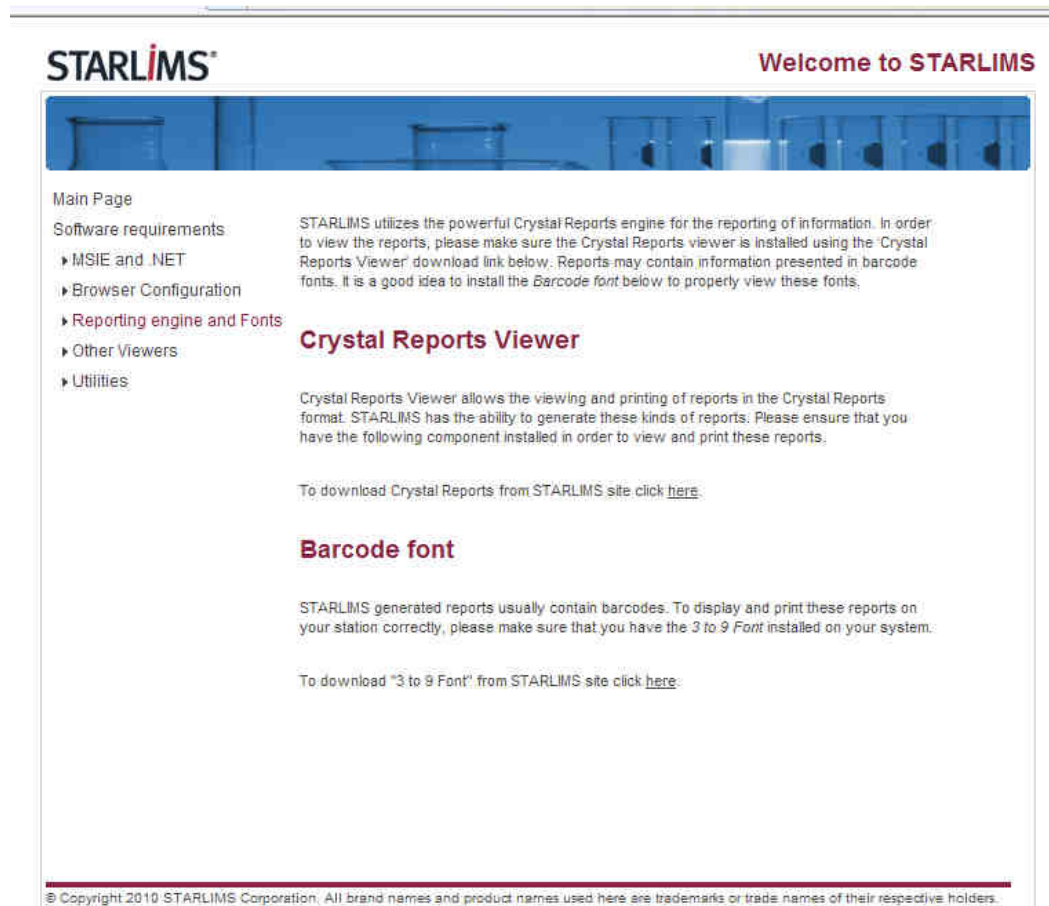 STARLIMS®
Welcome to STARLIMS
Main Page
Software requirements
MSIE and .NET
Browser Configuration
Reporting engine and Fonts
Other Viewers
Utilities
STARLIMS utilizes the powerful Crystal Reports engine for the reporting of information. In order
to view the reports, please make sure the Crystal Reports viewer is installed using the 'Crystal
Reports Viewer' download link below. Reports may contain information presented in barcode
fonts. It is a good idea to install the Barcode font below to properly view these fonts.
Crystal Reports Viewer
Crystal Reports Viewer allows the viewing and printing of reports in the Crystal Reports
format. STARLIMS has the ability to generate these kinds of reports. Please ensure that you
have the following component installed in order to view and print these reports.
To download Crystal Reports from STARLIMS site click here.
Barcode font
STARLIMS generated reports usually contain barcodes. To display and print these reports on
your station correctly, please make sure that you have the 3 to 9 Font installed on your system.
To download "3 to 9 Font" from STARLIMS site click here.
© Copyright 2010 STARLIMS Corporation. All brand names and product names used here are trademarks or trade names of their respective holders.